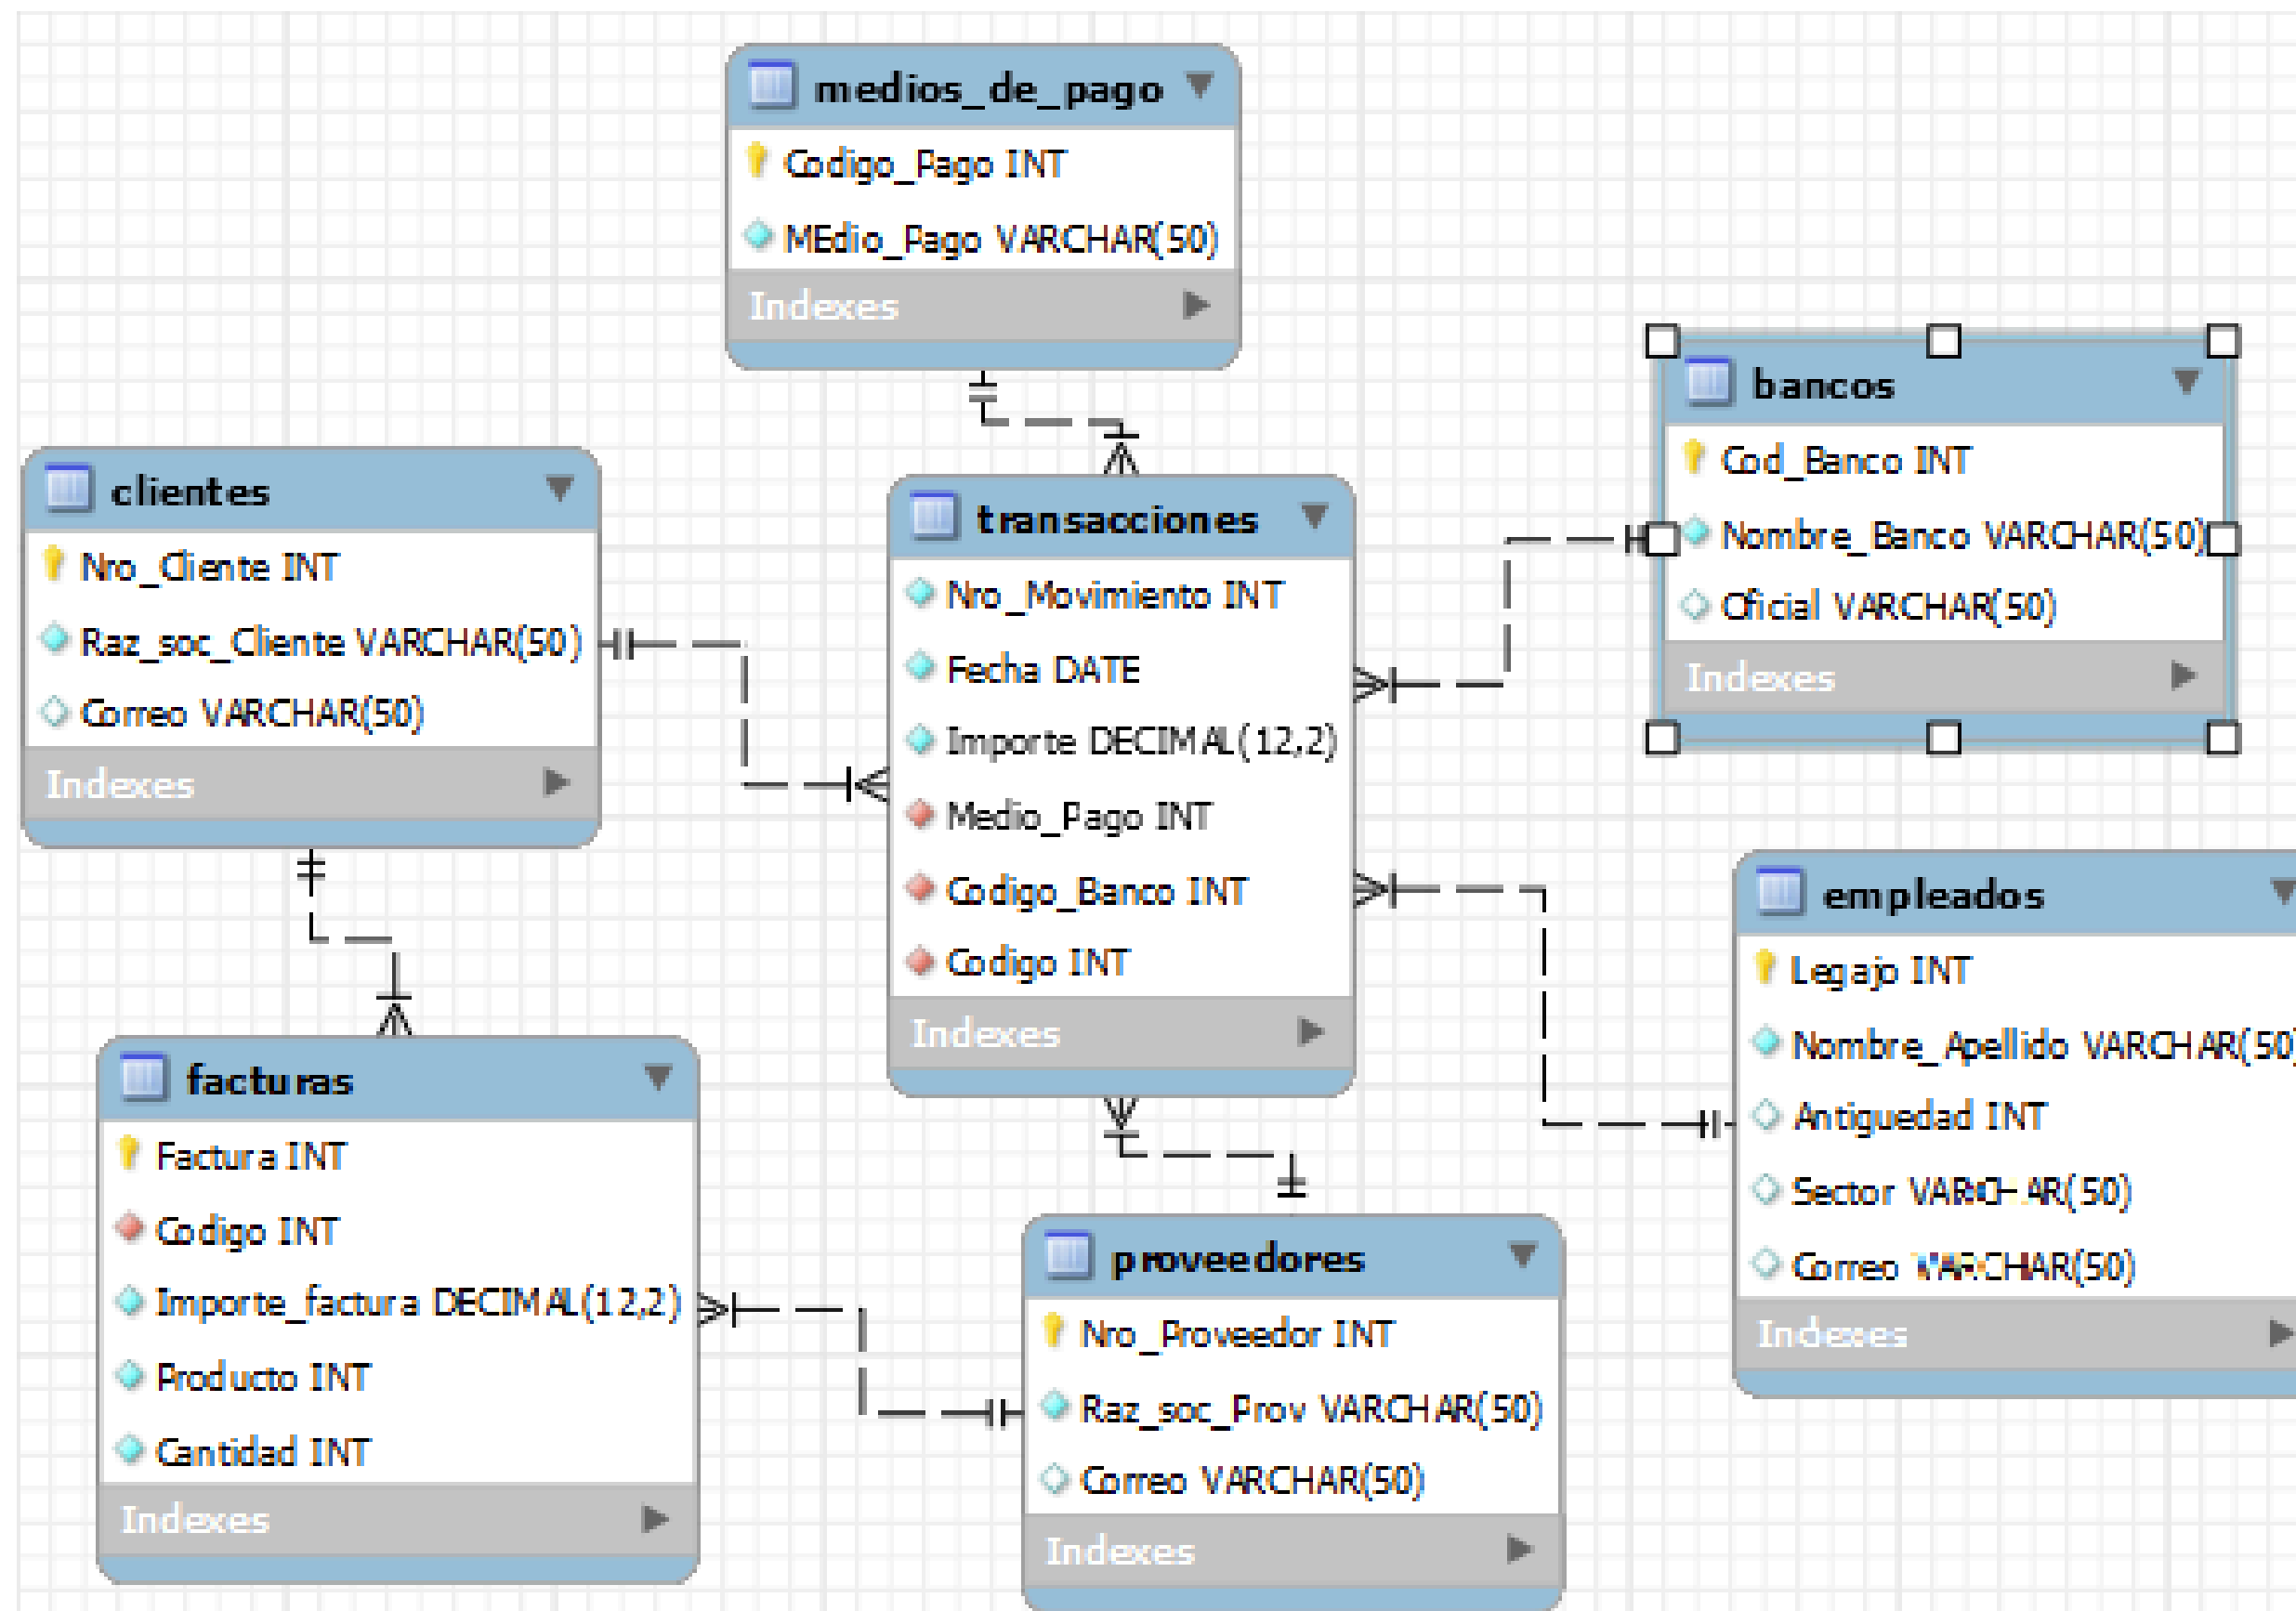 medios_de_pago
Codigo_Pago INT
MEdio_Pago VARCHAR(50)
Indexes
bancos
Cod_Banco INT
Nombre_Banco VARCHAR(50)
Oficial VARCHAR(50)
Indexes
clientes
Nro_Cliente INT
Raz_soc_Cliente VARCHAR(50)
Correo VARCHAR(50)
Indexes
transacciones
Nro_Movimiento INT
Fecha DATE
Importe DECIMAL(12,2)
Medio_Pago INT
Codigo_Banco INT
Codigo INT
Indexes
empleados
Legajo INT
Nombre_Apellido VARCHAR(50)
Antiguedad INT
Sector VARCHAR(50)
Correo VARCHAR(50)
Indexes
facturas
Factura INT
Codigo INT
Importe_factura DECIMAL(12,2)
Producto INT
Cantidad INT
Indexes
proveedores
Nro_Proveedor INT
Raz_soc_Prov VARCHAR(50)
Correo VARCHAR(50)
Indexes